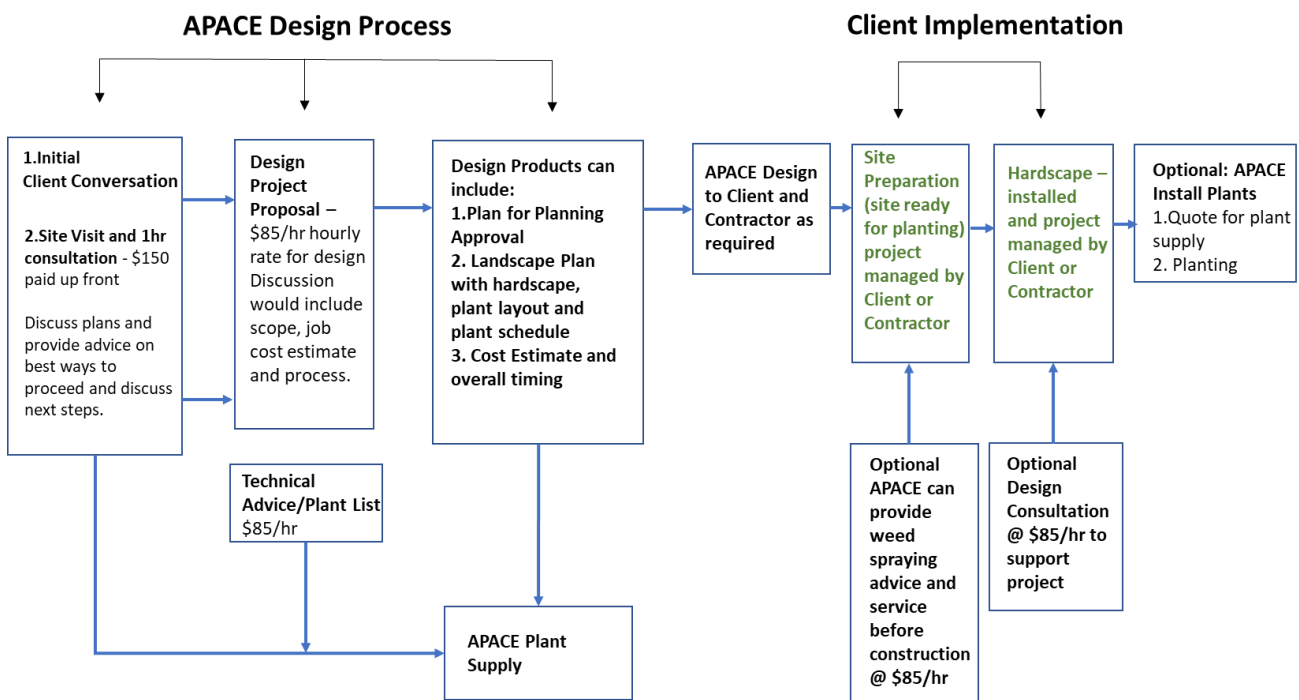 APACE Design Process
Client Implementation
1.Initial
Client Conversation
2.Site Visit and 1hr
consultation - $150
paid up front
Discuss plans and
provide advice on
best ways to
proceed and discuss
next steps.
Design
Project
Proposal –
$85/hr hourly
rate for design
Discussion
would include
scope, job
cost estimate
and process.
Design Products can
include:
1.Plan for Planning
Approval
2. Landscape Plan
with hardscape,
plant layout and
plant schedule
3. Cost Estimate and
overall timing
APACE Design
to Client and
Contractor as
required
Site
Preparation
(site ready
for planting)
project
managed by
Client or
Contractor
Hardscape –
installed
and project
managed by
Client or
Contractor
Optional: APACE
Install Plants
1.Quote for plant
supply
2. Planting
Technical
Advice/Plant List
$85/hr
APACE Plant
Supply
Optional
APACE can
provide
weed
spraying
advice and
service
before
construction
@ $85/hr
Optional
Design
Consultation
@ $85/hr to
support
project